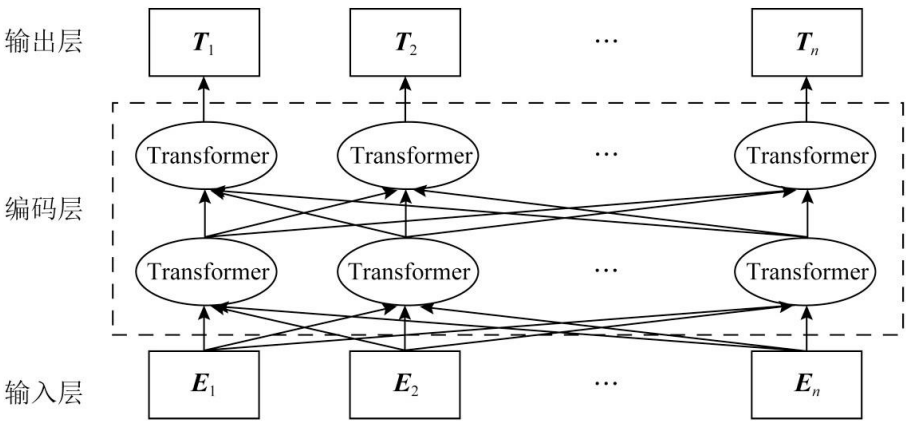 输出层 T1 T2 … Tn
Transformer Transformer … Transformer
编码层
Transformer Transformer … Transformer
输入层 E1 E2 … En